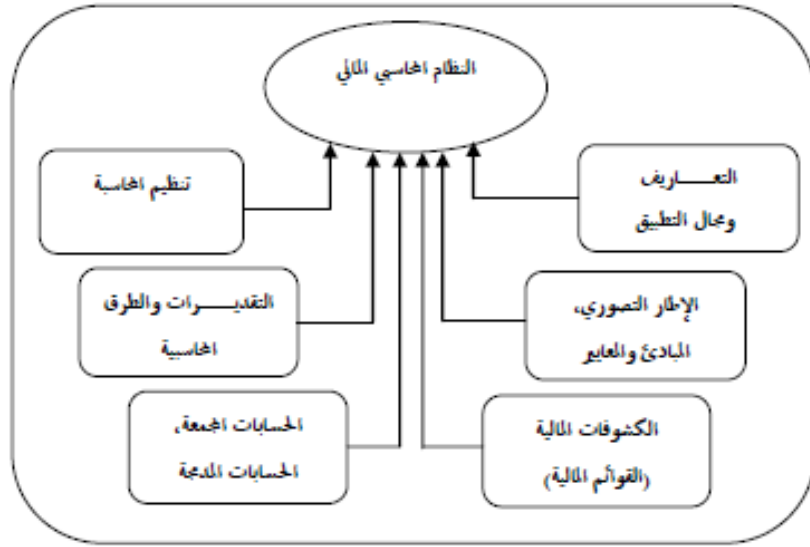 النظام المحاسبي المالي
التعـــــاريف
ومجال التطبيق
تنظيم المحاسبة
الإطار التصوري،
المبادئ والمعايير
التقديـــرات والطرق
المحاسبية
الكشوفات المالية
(القوائم المالية)
الحسابات المجمعة،
الحسابات المدمجة